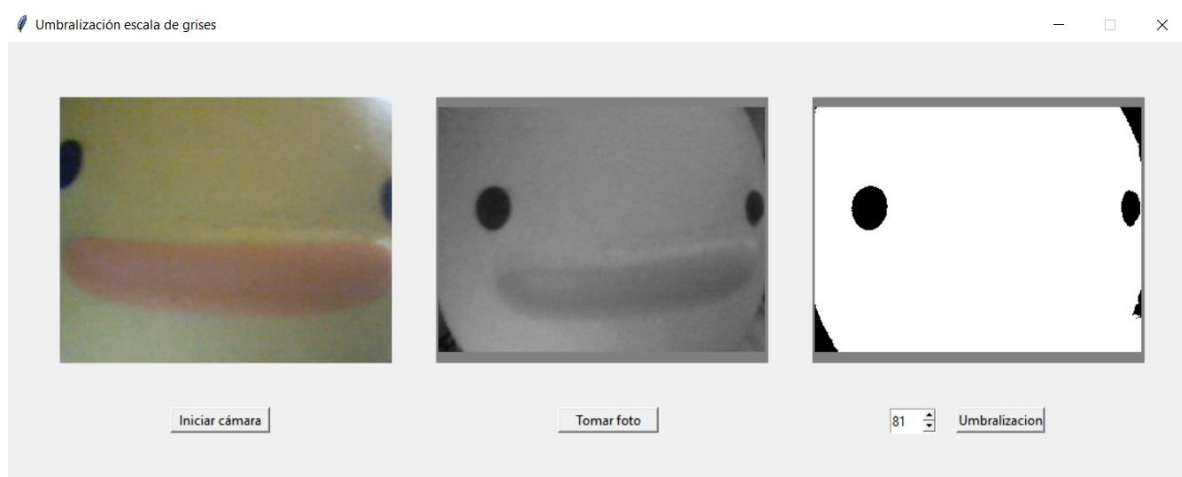 Umbralización escala de grises
Iniciar cámara
Tomar foto
81
Umbralizacion